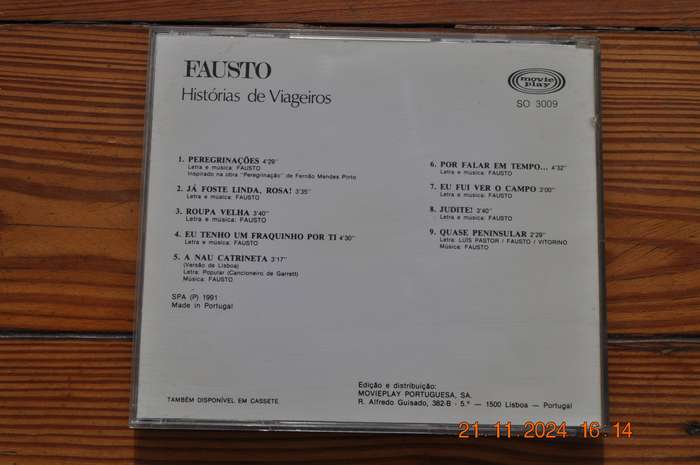 FAUSTO
Histórias de Viageiros
movie
play
SO 3009
1. PEREGRINAÇÕES 4'29"
Letra e música: FAUSTO
Inspirado na obra "Peregrinação" de Fernão Mendes Pinto
2. JÁ FOSTE LINDA, ROSA! 3'35"
Letra e música: FAUSTO
3. ROUPA VELHA 3'40"
Letra e música: FAUSTO
4. EU TENHO UM FRAQUINHO POR TI 4'30"
Letra e música: FAUSTO
5. A NAU CATRINETA 3'17"
(Versão de Lisboa)
Letra: Popular (Cancioneiro de Garrett)
Música: FAUSTO
6. POR FALAR EM TEMPO... 4'32"
Letra e música: FAUSTO
7. EU FUI VER O CAMPO 3'00"
Letra e música: FAUSTO
8. JUDITE! 3'40"
Letra e música: FAUSTO
9. QUASE PENINSULAR 2'29"
Letra: LUÍS PASTOR / FAUSTO / VITORINO
Música: FAUSTO
SPA (P) 1991
Made in Portugal
TAMBÉM DISPONÍVEL EM CASSETE
Edição e distribuição:
MOVIEPLAY PORTUGUESA, SA.
R. Alfredo Guisado, 382-B - 5.º — 1500 Lisboa — Portugal
21.11.2024 16:14